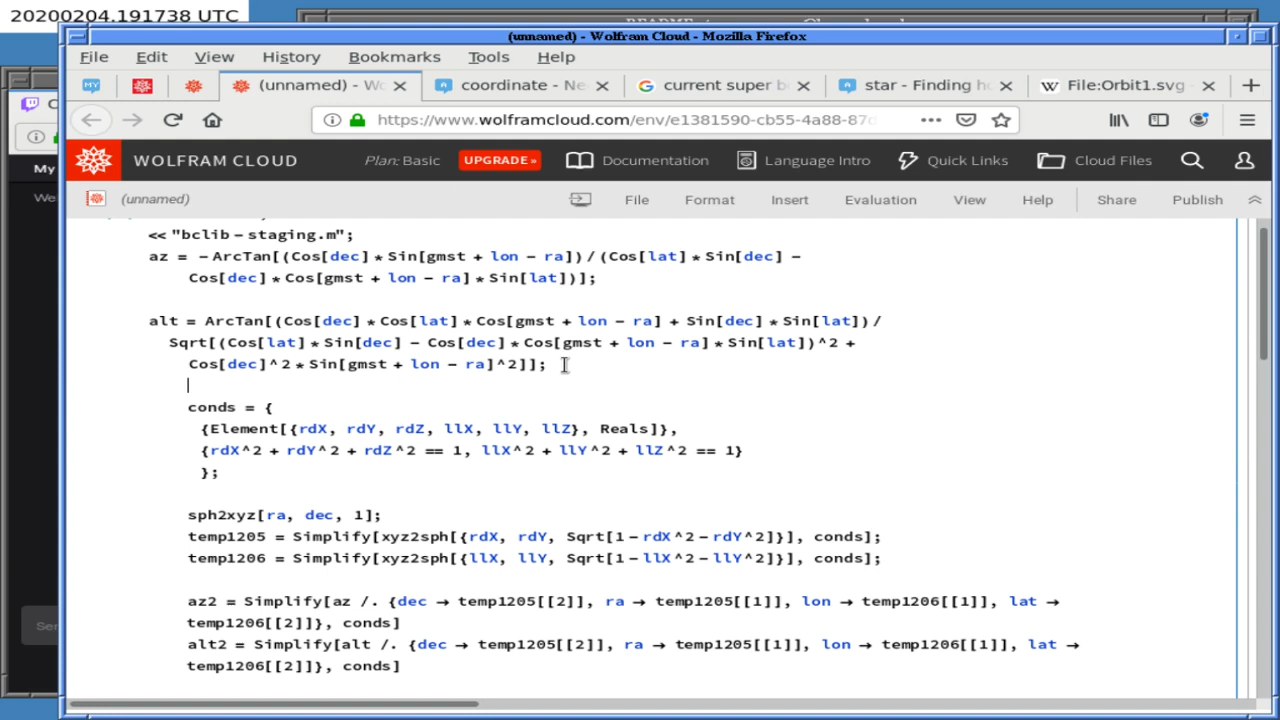 20200204.191738 UTC
(unnamed) - Wolfram Cloud - Mozilla Firefox
File Edit View History Bookmarks Tools Help
MY (unnamed) - Wo coordinate - Ne current super b star - Finding h File:Orbit1.svg -
https://www.wolframcloud.com/env/e1381590-cb55-4a88-87d
WOLFRAM CLOUD Plan: Basic UPGRADE » Documentation Language Intro Quick Links Cloud Files
My
We
(unnamed) File Format Insert Evaluation View Help Share Publish
<< "bclib-staging.m";
az = -ArcTan[(Cos[dec]*Sin[gmst + lon - ra])/(Cos[lat]*Sin[dec] -
Cos[dec]*Cos[gmst + lon - ra]*Sin[lat])];
alt = ArcTan[(Cos[dec]*Cos[lat]*Cos[gmst + lon - ra] + Sin[dec]*Sin[lat])/
Sqrt[(Cos[lat]*Sin[dec] - Cos[dec]*Cos[gmst + lon - ra]*Sin[lat])^2 +
Cos[dec]^2*Sin[gmst + lon - ra]^2]];
conds = {
{Element[{rdX, rdY, rdZ, llX, llY, llZ}, Reals]},
{rdX^2 + rdY^2 + rdZ^2 == 1, llX^2 + llY^2 + llZ^2 == 1}
};
sph2xyz[ra, dec, 1];
temp1205 = Simplify[xyz2sph[{rdX, rdY, Sqrt[1-rdX^2-rdY^2]}], conds];
temp1206 = Simplify[xyz2sph[{llX, llY, Sqrt[1-llX^2-llY^2]}], conds];
az2 = Simplify[az /. {dec → temp1205[[2]], ra → temp1205[[1]], lon → temp1206[[1]], lat →
temp1206[[2]]}, conds]
alt2 = Simplify[alt /. {dec → temp1205[[2]], ra → temp1205[[1]], lon → temp1206[[1]], lat →
temp1206[[2]]}, conds]
Ser